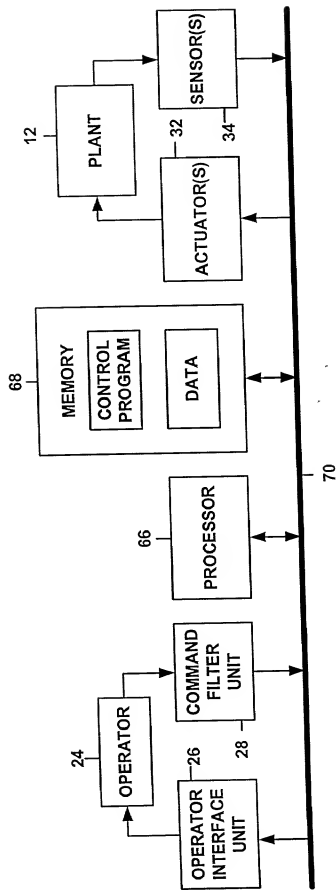 24
OPERATOR
26
OPERATOR
INTERFACE
UNIT
COMMAND
FILTER
UNIT
28
66
PROCESSOR
68
MEMORY
CONTROL
PROGRAM
DATA
12
PLANT
32
ACTUATOR(S)
SENSOR(S)
34
70